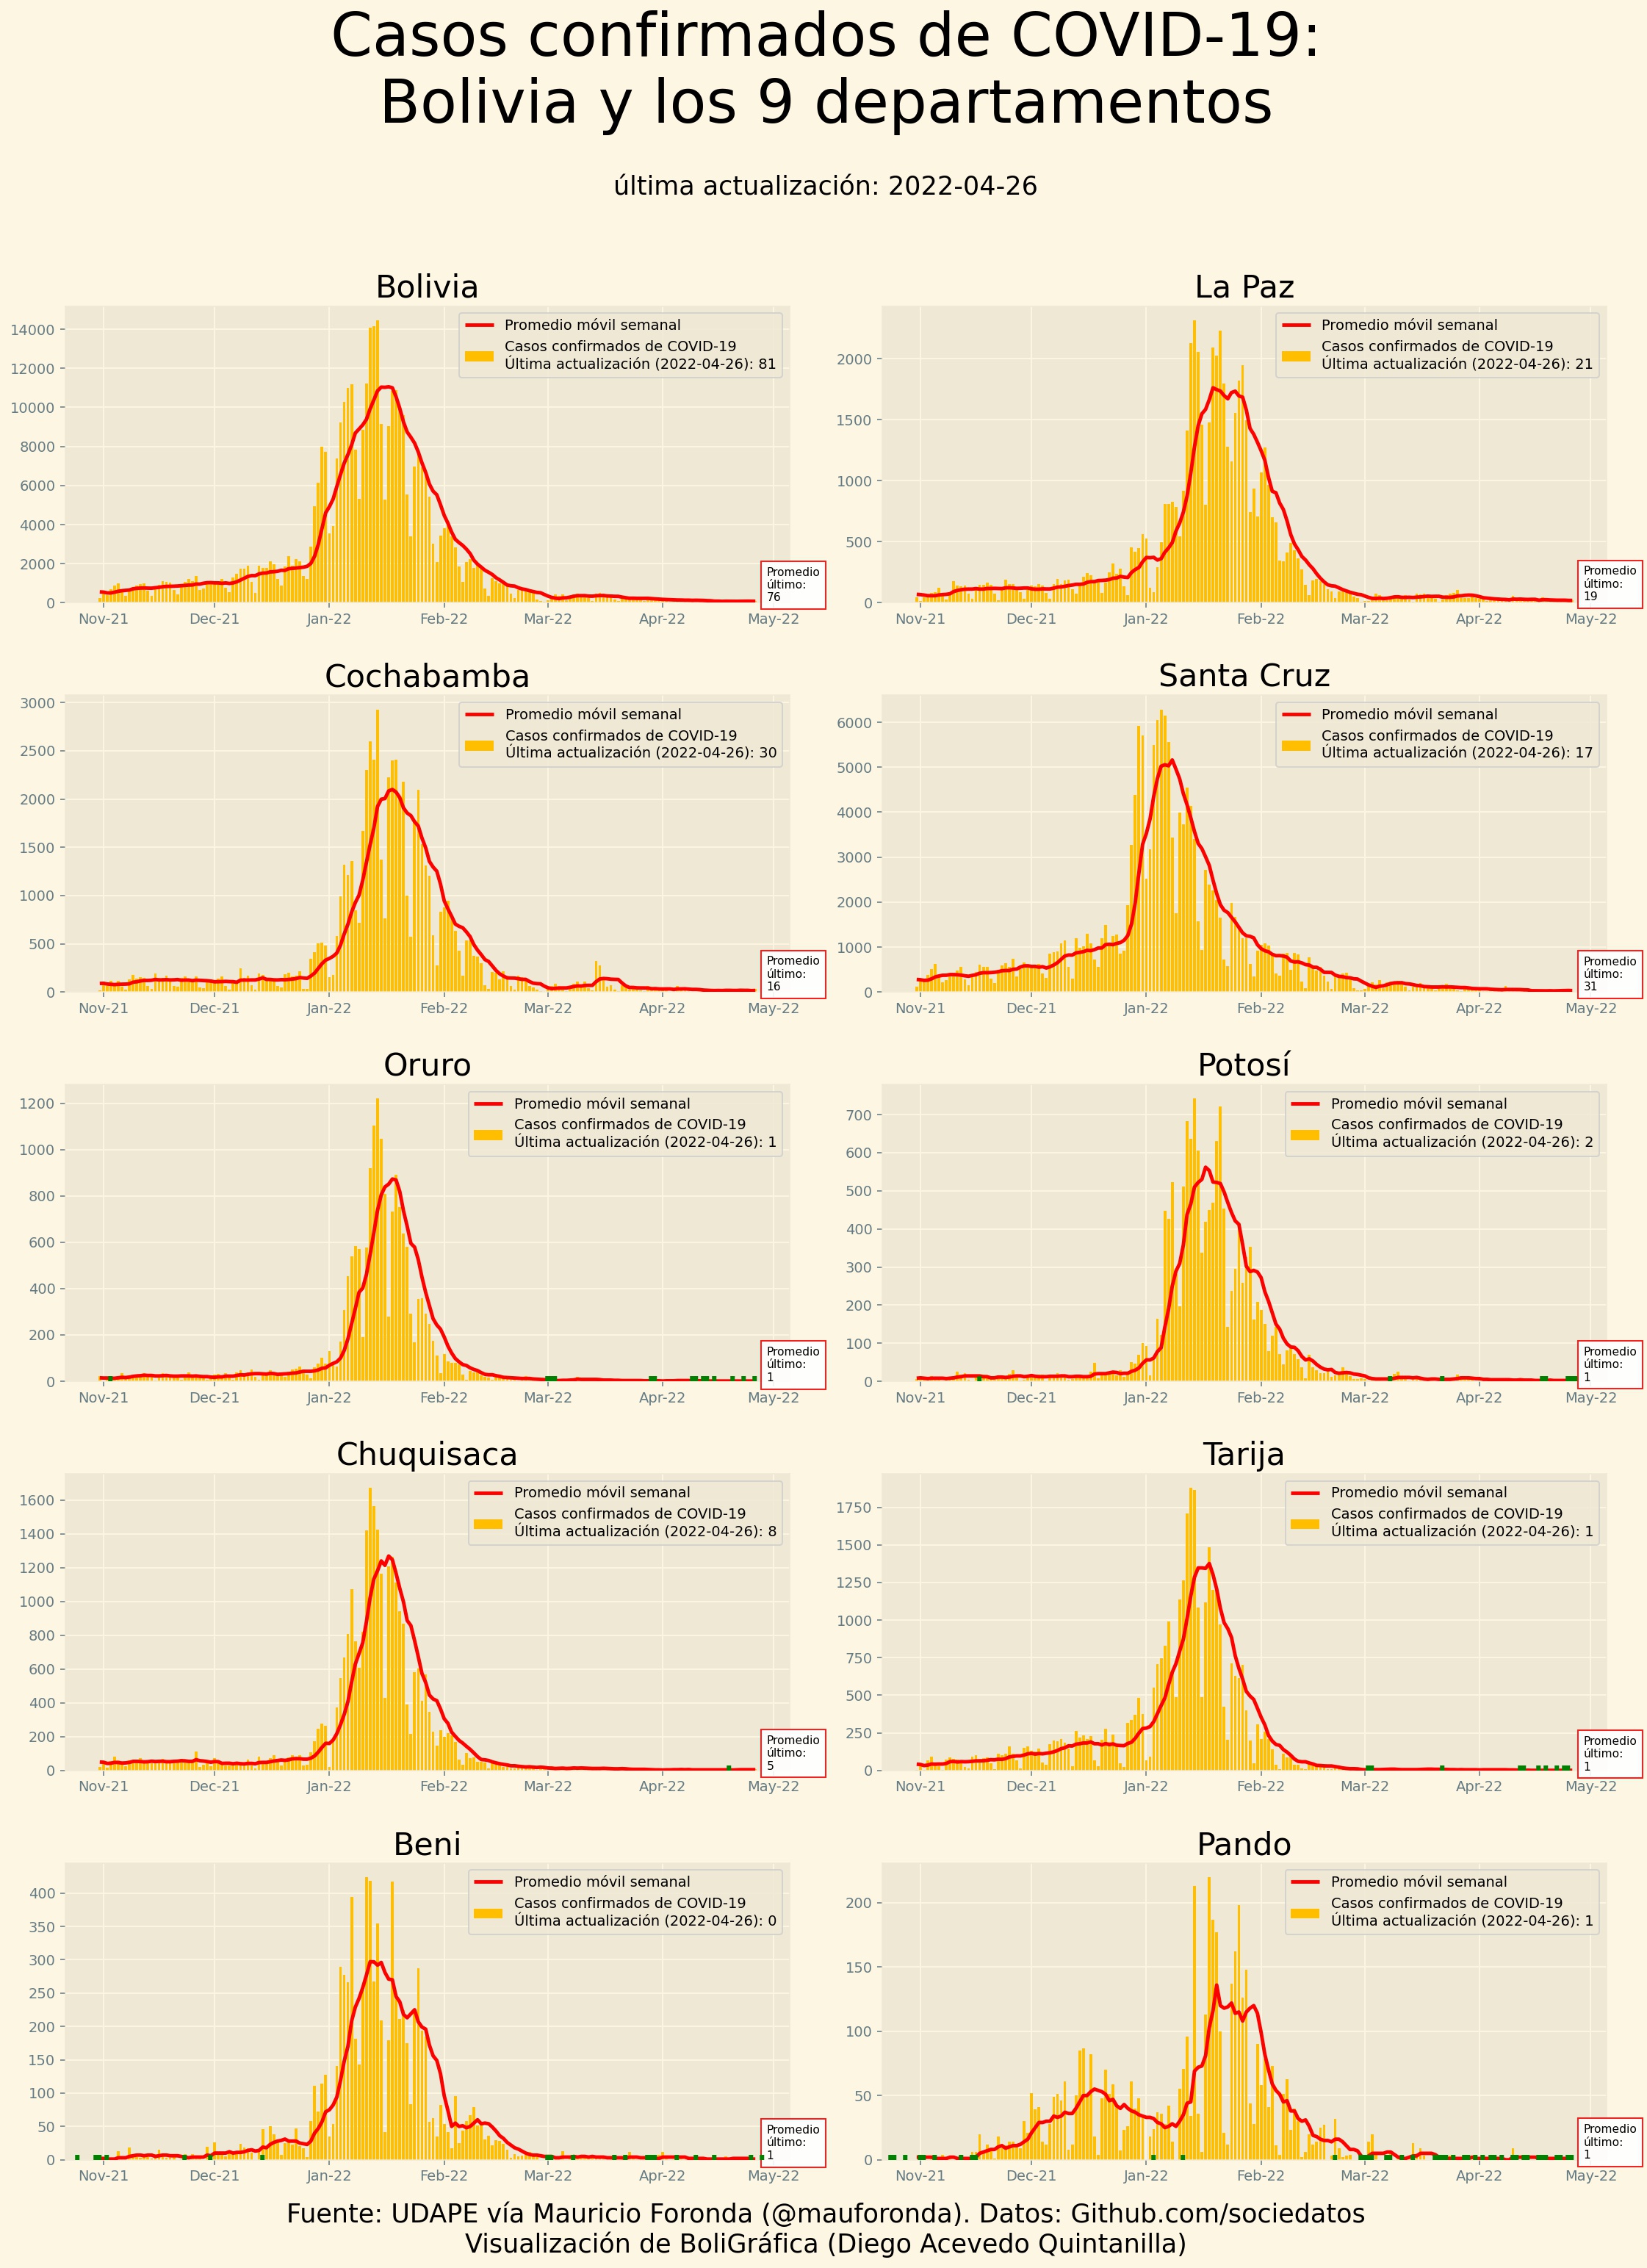 Casos confirmados de COVID-19:
Bolivia y los 9 departamentos
última actualización: 2022-04-26
Bolivia
14000
12000
10000
8000
6000
4000
2000
0
Promedio móvil semanal
Casos confirmados de COVID-19
Última actualización (2022-04-26): 81
Promedio
último:
76
Nov-21 Dec-21 Jan-22 Feb-22 Mar-22 Apr-22 May-22
La Paz
2000
1500
1000
500
0
Promedio móvil semanal
Casos confirmados de COVID-19
Última actualización (2022-04-26): 21
Promedio
último:
19
Nov-21 Dec-21 Jan-22 Feb-22 Mar-22 Apr-22 May-22
Cochabamba
3000
2500
2000
1500
1000
500
0
Promedio móvil semanal
Casos confirmados de COVID-19
Última actualización (2022-04-26): 30
Promedio
último:
16
Nov-21 Dec-21 Jan-22 Feb-22 Mar-22 Apr-22 May-22
Santa Cruz
6000
5000
4000
3000
2000
1000
0
Promedio móvil semanal
Casos confirmados de COVID-19
Última actualización (2022-04-26): 17
Promedio
último:
31
Nov-21 Dec-21 Jan-22 Feb-22 Mar-22 Apr-22 May-22
Oruro
1200
1000
800
600
400
200
0
Promedio móvil semanal
Casos confirmados de COVID-19
Última actualización (2022-04-26): 1
Promedio
último:
1
Nov-21 Dec-21 Jan-22 Feb-22 Mar-22 Apr-22 May-22
Potosí
700
600
500
400
300
200
100
0
Promedio móvil semanal
Casos confirmados de COVID-19
Última actualización (2022-04-26): 2
Promedio
último:
1
Nov-21 Dec-21 Jan-22 Feb-22 Mar-22 Apr-22 May-22
Chuquisaca
1600
1400
1200
1000
800
600
400
200
0
Promedio móvil semanal
Casos confirmados de COVID-19
Última actualización (2022-04-26): 8
Promedio
último:
5
Nov-21 Dec-21 Jan-22 Feb-22 Mar-22 Apr-22 May-22
Tarija
1750
1500
1250
1000
750
500
250
0
Promedio móvil semanal
Casos confirmados de COVID-19
Última actualización (2022-04-26): 1
Promedio
último:
1
Nov-21 Dec-21 Jan-22 Feb-22 Mar-22 Apr-22 May-22
Beni
400
350
300
250
200
150
100
50
0
Promedio móvil semanal
Casos confirmados de COVID-19
Última actualización (2022-04-26): 0
Promedio
último:
1
Nov-21 Dec-21 Jan-22 Feb-22 Mar-22 Apr-22 May-22
Pando
200
150
100
50
0
Promedio móvil semanal
Casos confirmados de COVID-19
Última actualización (2022-04-26): 1
Promedio
último:
1
Nov-21 Dec-21 Jan-22 Feb-22 Mar-22 Apr-22 May-22
Fuente: UDAPE vía Mauricio Foronda (@mauforonda). Datos: Github.com/sociedatos
Visualización de BoliGráfica (Diego Acevedo Quintanilla)